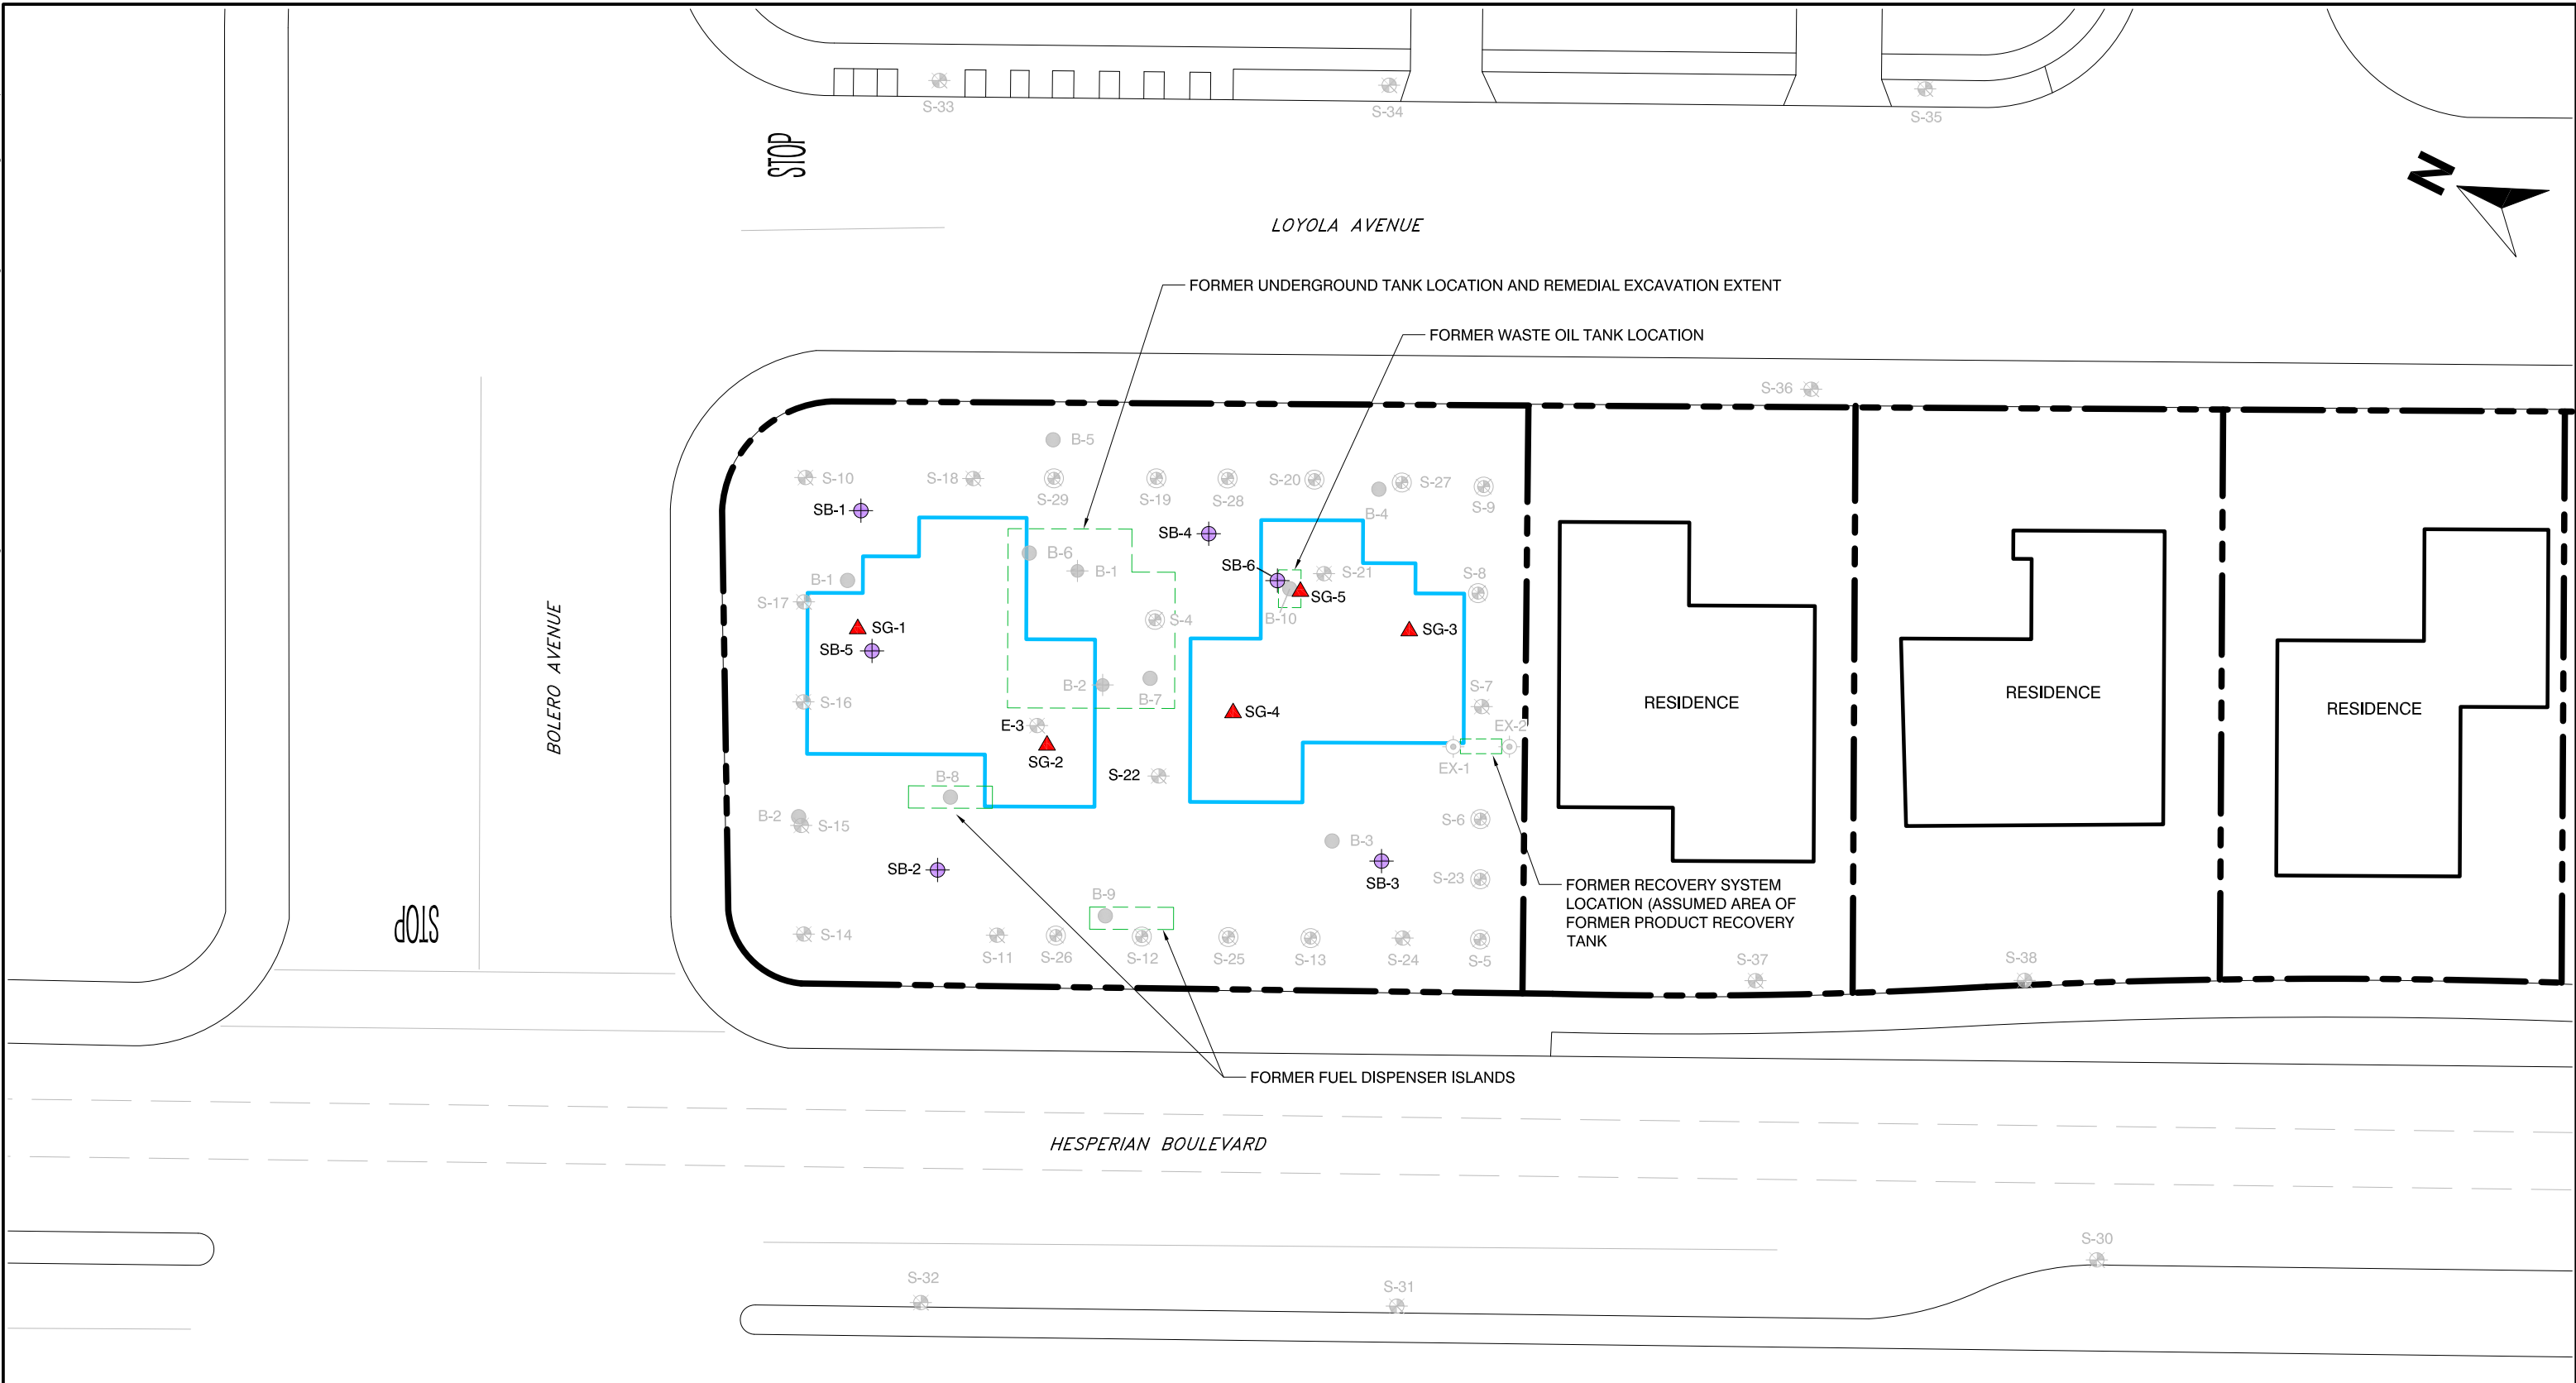 S-33
S-34
S-35
STOP
N
LOYOLA AVENUE
FORMER UNDERGROUND TANK LOCATION AND REMEDIAL EXCAVATION EXTENT
FORMER WASTE OIL TANK LOCATION
S-36
B-5
S-10
S-18
S-29
S-19
S-28
S-20
S-27
B-4
S-9
SB-1
SB-4
B-6
B-1
B-1
SB-6
S-21
S-8
S-17
SG-5
B-10
S-4
SG-1
SG-3
SB-5
BOLERO AVENUE
B-2
B-7
S-7
S-16
SG-4
E-3
EX-2
SG-2
EX-1
S-22
B-8
RESIDENCE
RESIDENCE
RESIDENCE
B-2
S-15
S-6
B-3
SB-2
SB-3
S-23
FORMER RECOVERY SYSTEM
LOCATION (ASSUMED AREA OF
FORMER PRODUCT RECOVERY
TANK
B-9
STOP
S-14
S-11
S-26
S-12
S-25
S-13
S-24
S-5
S-37
S-38
FORMER FUEL DISPENSER ISLANDS
HESPERIAN BOULEVARD
S-30
S-32
S-31